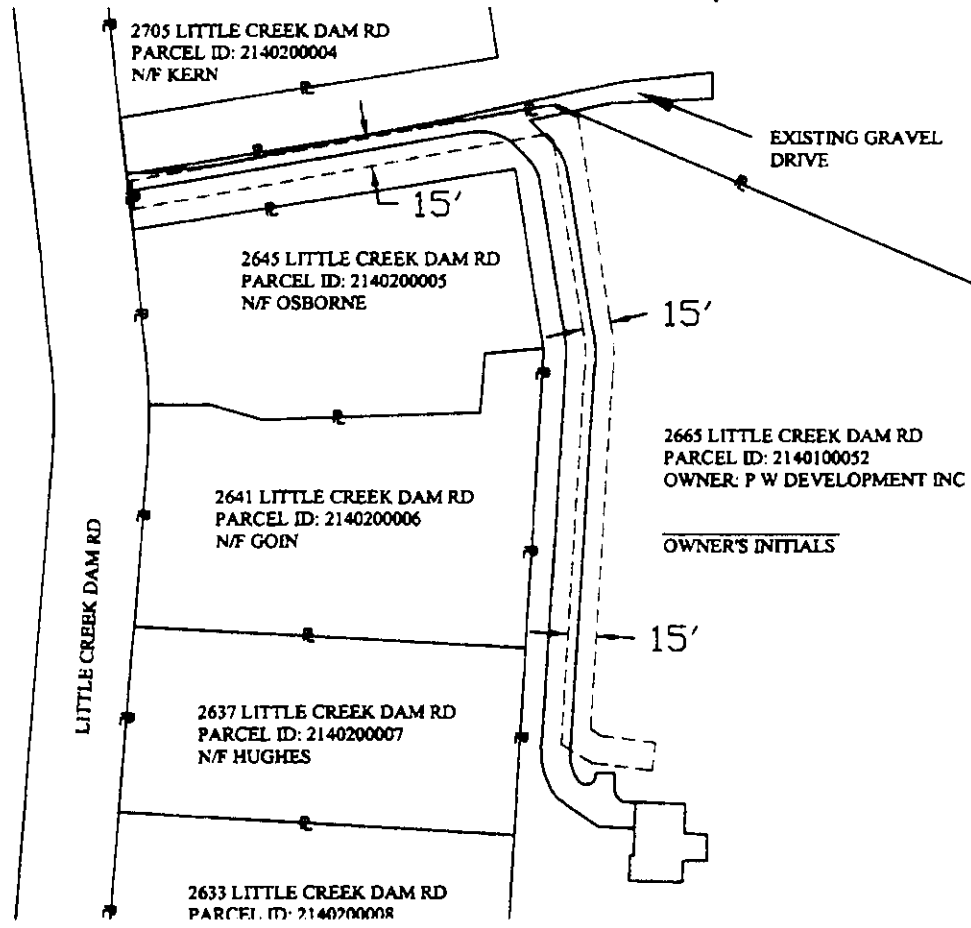 2705 LITTLE CREEK DAM RD
PARCEL ID: 2140200004
N/F KERN
EXISTING GRAVEL
DRIVE
15'
2645 LITTLE CREEK DAM RD
PARCEL ID: 2140200005
N/F OSBORNE
15'
2665 LITTLE CREEK DAM RD
PARCEL ID: 2140100052
OWNER: P W DEVELOPMENT INC
OWNER'S INITIALS
2641 LITTLE CREEK DAM RD
PARCEL ID: 2140200006
N/F GOIN
LITTLE CREEK DAM RD
15'
2637 LITTLE CREEK DAM RD
PARCEL ID: 2140200007
N/F HUGHES
2633 LITTLE CREEK DAM RD
PARCEL ID: 2140200008